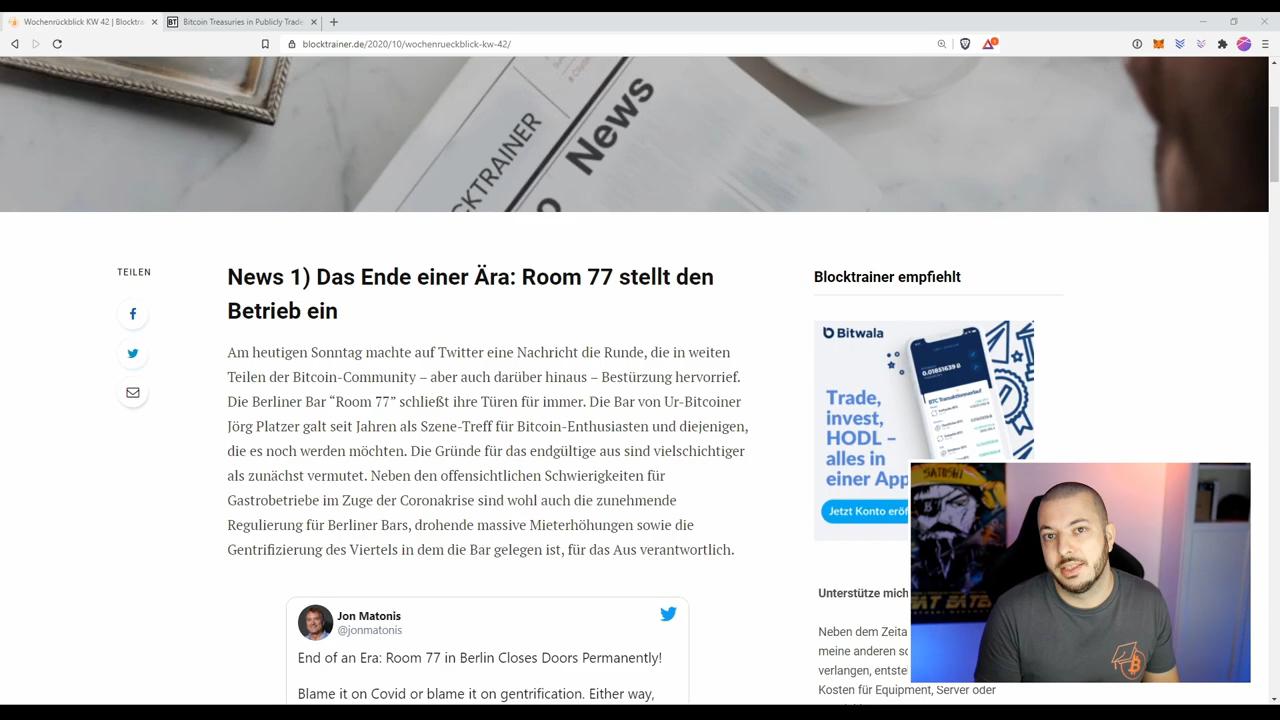 Wochenrückblick KW 42 | Blocktra
Bitcoin Treasuries in Publicly Trade
blocktrainer.de/2020/10/wochenrueckblick-kw-42/
CKTRAINER
News
TEILEN
News 1) Das Ende einer Ära: Room 77 stellt den
Betrieb ein
Am heutigen Sonntag machte auf Twitter eine Nachricht die Runde, die in weiten
Teilen der Bitcoin-Community – aber auch darüber hinaus – Bestürzung hervorrief.
Die Berliner Bar “Room 77” schließt ihre Türen für immer. Die Bar von Ur-Bitcoiner
Jörg Platzer galt seit Jahren als Szene-Treff für Bitcoin-Enthusiasten und diejenigen,
die es noch werden möchten. Die Gründe für das endgültige aus sind vielschichtiger
als zunächst vermutet. Neben den offensichtlichen Schwierigkeiten für
Gastrobetriebe im Zuge der Coronakrise sind wohl auch die zunehmende
Regulierung für Berliner Bars, drohende massive Mieterhöhungen sowie die
Gentrifizierung des Viertels in dem die Bar gelegen ist, für das Aus verantwortlich.
Jon Matonis
@jonmatonis
End of an Era: Room 77 in Berlin Closes Doors Permanently!
Blame it on Covid or blame it on gentrification. Either way,
Blocktrainer empfiehlt
Bitwala
0.01831639
Trade,
invest,
HODL –
alles in
einer App
Jetzt Konto eröf
Unterstütze mich
Neben dem Zeita
meine anderen so
verlangen, entste
Kosten für Equipment, Server oder
SATOSHI